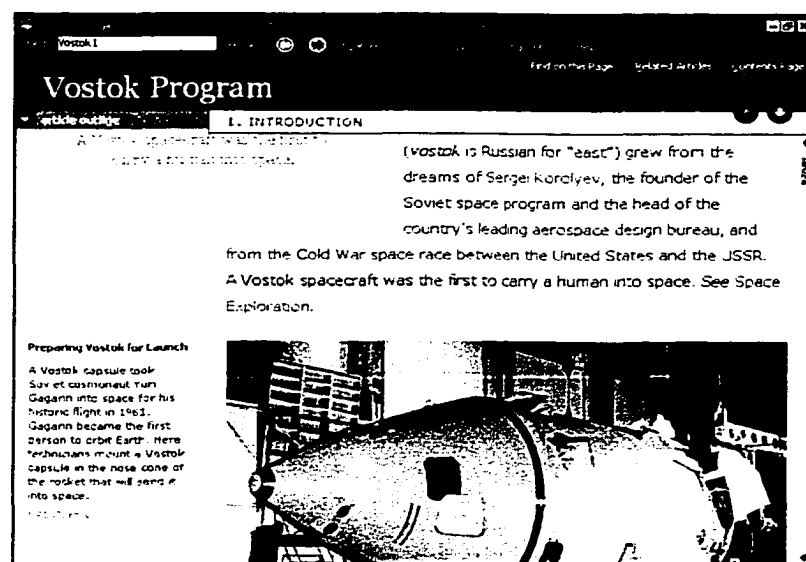 Vostok I
Find on this Page Related Articles Contents Page
Vostok Program
article outline
1. INTRODUCTION
(vostok is Russian for "east") grew from the
dreams of Sergei Korolyev, the founder of the
Soviet space program and the head of the
country's leading aerospace design bureau, and
from the Cold War space race between the United States and the USSR.
A Vostok spacecraft was the first to carry a human into space. See Space
Exploration.
Preparing Vostok for Launch
A Vostok capsule took
Soviet cosmonaut Yuri
Gagarin into space for his
historic flight in 1961.
Gagarin became the first
person to orbit Earth. Here
technicians mount a Vostok
capsule in the nose cone of
the rocket that will send it
into space.